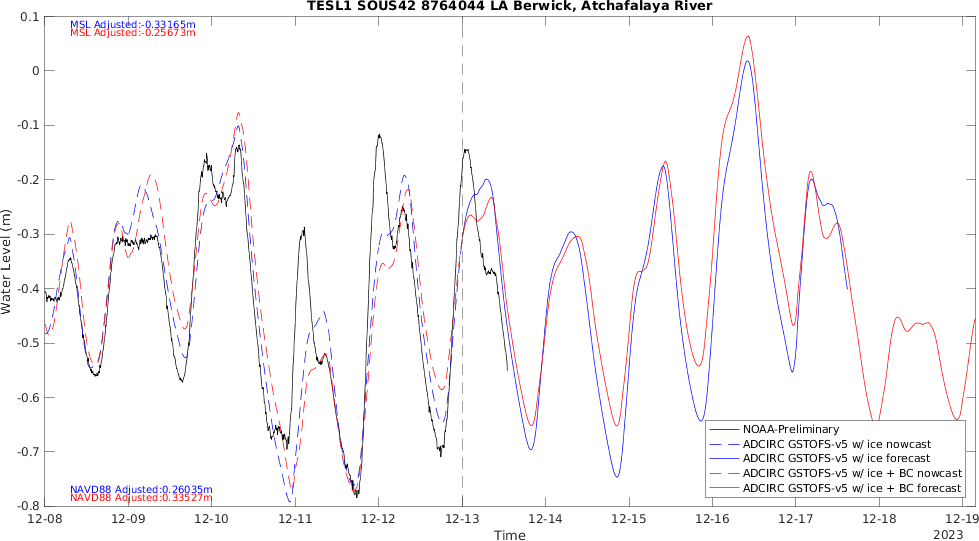 TESL1 SOUS42 8764044 LA Berwick, Atchafalaya River
MSL Adjusted:-0.33165m
MSL Adjusted:-0.25673m
0.1
0
-0.1
-0.2
-0.3
-0.4
-0.5
-0.6
-0.7
-0.8
Water Level (m)
NOAA-Preliminary
ADCIRC GSTOFS-v5 w/ ice nowcast
ADCIRC GSTOFS-v5 w/ ice forecast
ADCIRC GSTOFS-v5 w/ ice + BC nowcast
ADCIRC GSTOFS-v5 w/ ice + BC forecast
NAVD88 Adjusted:0.26035m
NAVD88 Adjusted:0.33527m
12-08 12-09 12-10 12-11 12-12 12-13 12-14 12-15 12-16 12-17 12-18 12-19
Time
2023